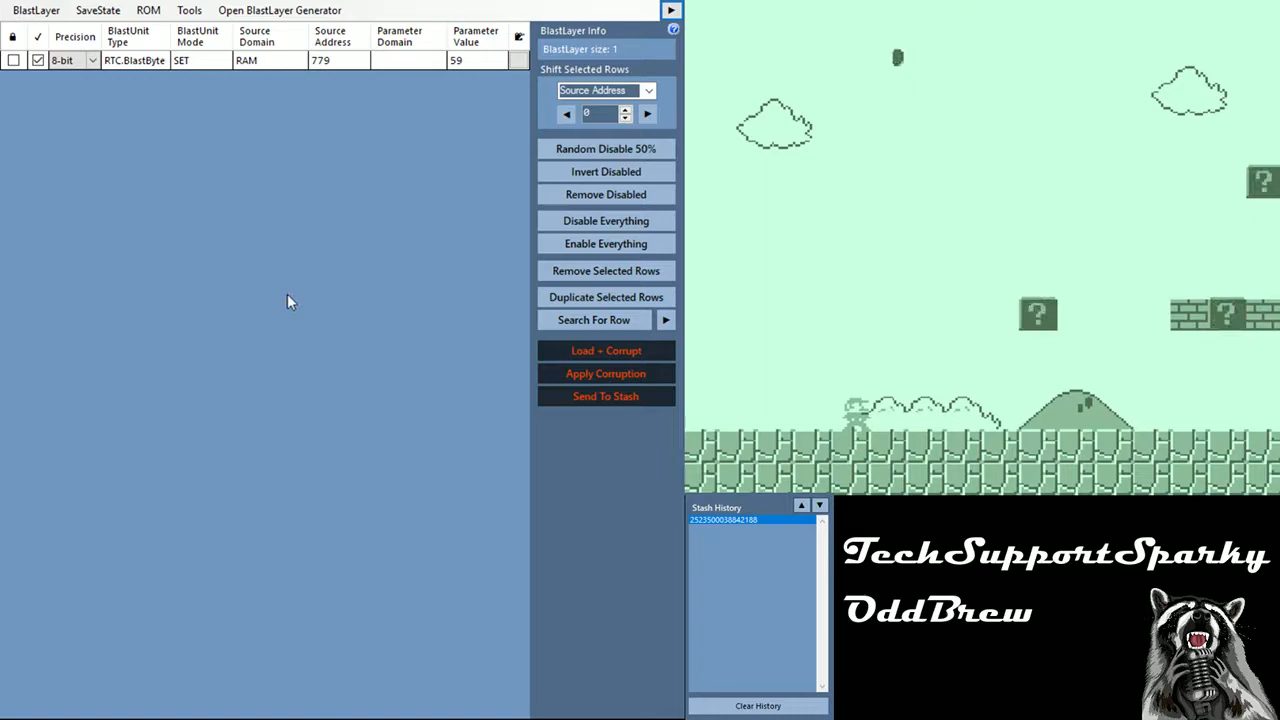 BlastLayer SaveState ROM Tools Open BlastLayer Generator
Precision BlastUnit Type BlastUnit Mode Source Domain Source Address Parameter Domain Parameter Value
8-bit RTC.BlastByte SET RAM 779 59
BlastLayer Info
BlastLayer size: 1
Shift Selected Rows
Source Address
0
Random Disable 50%
Invert Disabled
Remove Disabled
Disable Everything
Enable Everything
Remove Selected Rows
Duplicate Selected Rows
Search For Row
Load + Corrupt
Apply Corruption
Send To Stash
?
?
?
Stash History
2523500038842188
Clear History
TechSupportSparky
OddBrew